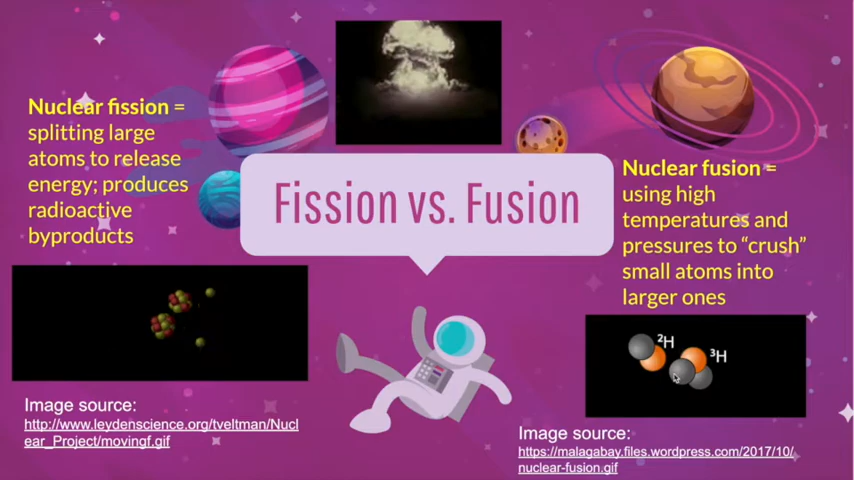 Nuclear fission =
splitting large
atoms to release
energy; produces
radioactive
byproducts
Fission vs. Fusion
Nuclear fusion =
using high
temperatures and
pressures to “crush”
small atoms into
larger ones
²H
³H
Image source:
http://www.leydenscience.org/tveltman/Nucl
ear_Project/movingf.gif
Image source:
https://malagabay.files.wordpress.com/2017/10/
nuclear-fusion.gif